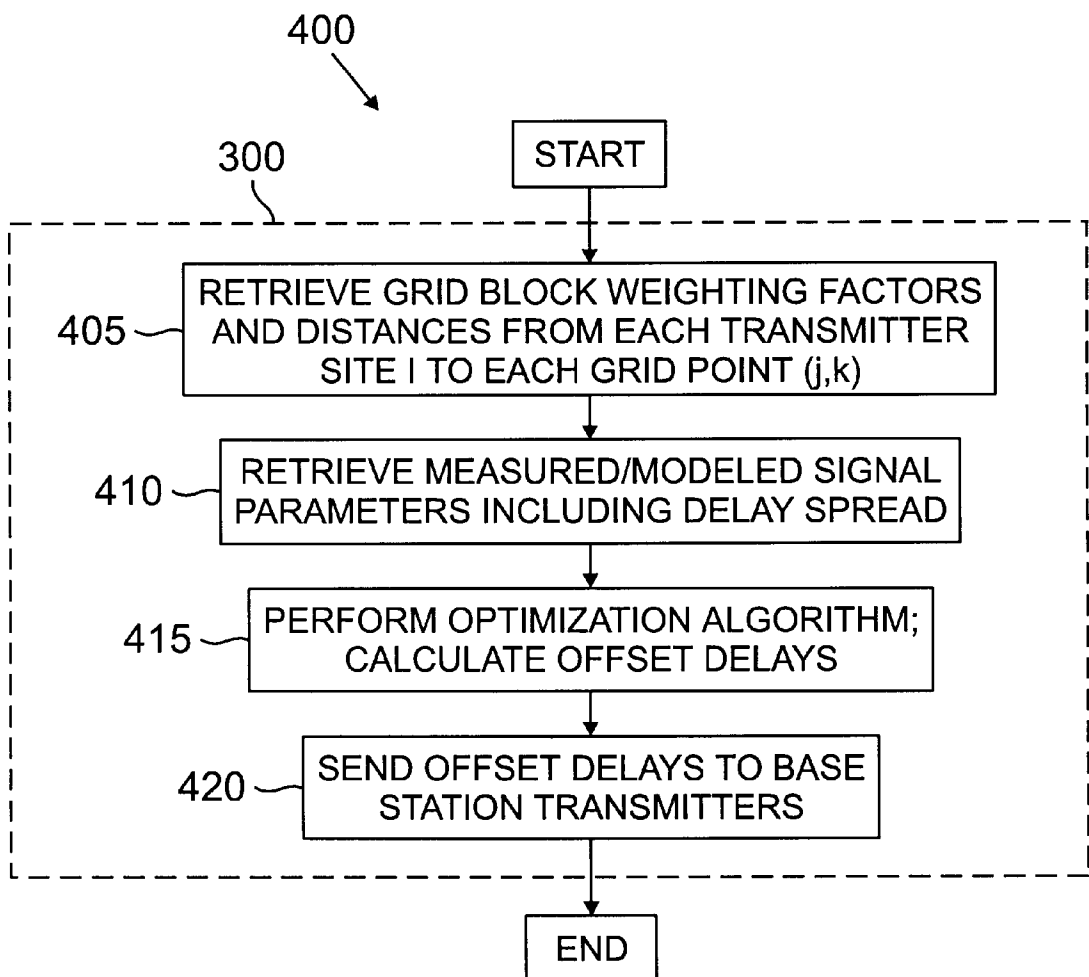 400
START
300
RETRIEVE GRID BLOCK WEIGHTING FACTORS
AND DISTANCES FROM EACH TRANSMITTER
SITE I TO EACH GRID POINT (j,k)
405
RETRIEVE MEASURED/MODELED SIGNAL
PARAMETERS INCLUDING DELAY SPREAD
410
PERFORM OPTIMIZATION ALGORITHM;
CALCULATE OFFSET DELAYS
415
SEND OFFSET DELAYS TO BASE
STATION TRANSMITTERS
420
END